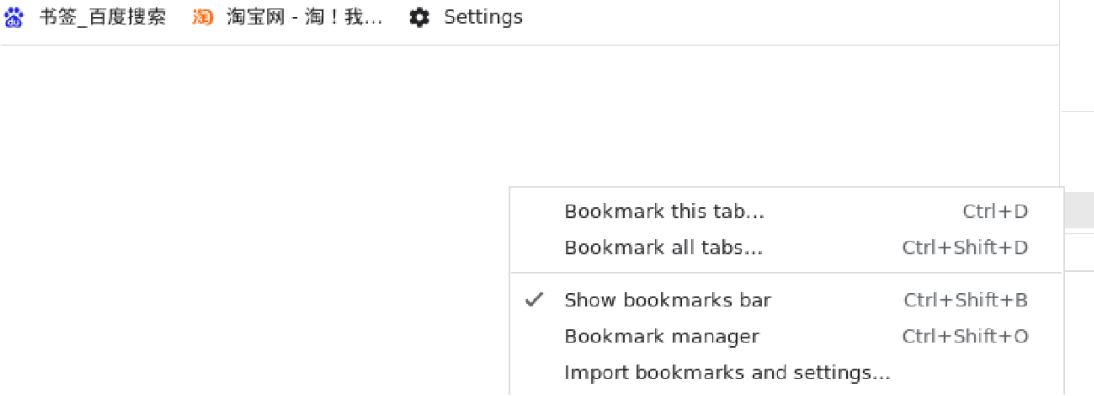 书签_百度搜索 淘宝网 - 淘！我... Settings
Bookmark this tab... Ctrl+D
Bookmark all tabs... Ctrl+Shift+D
Show bookmarks bar Ctrl+Shift+B
Bookmark manager Ctrl+Shift+O
Import bookmarks and settings...